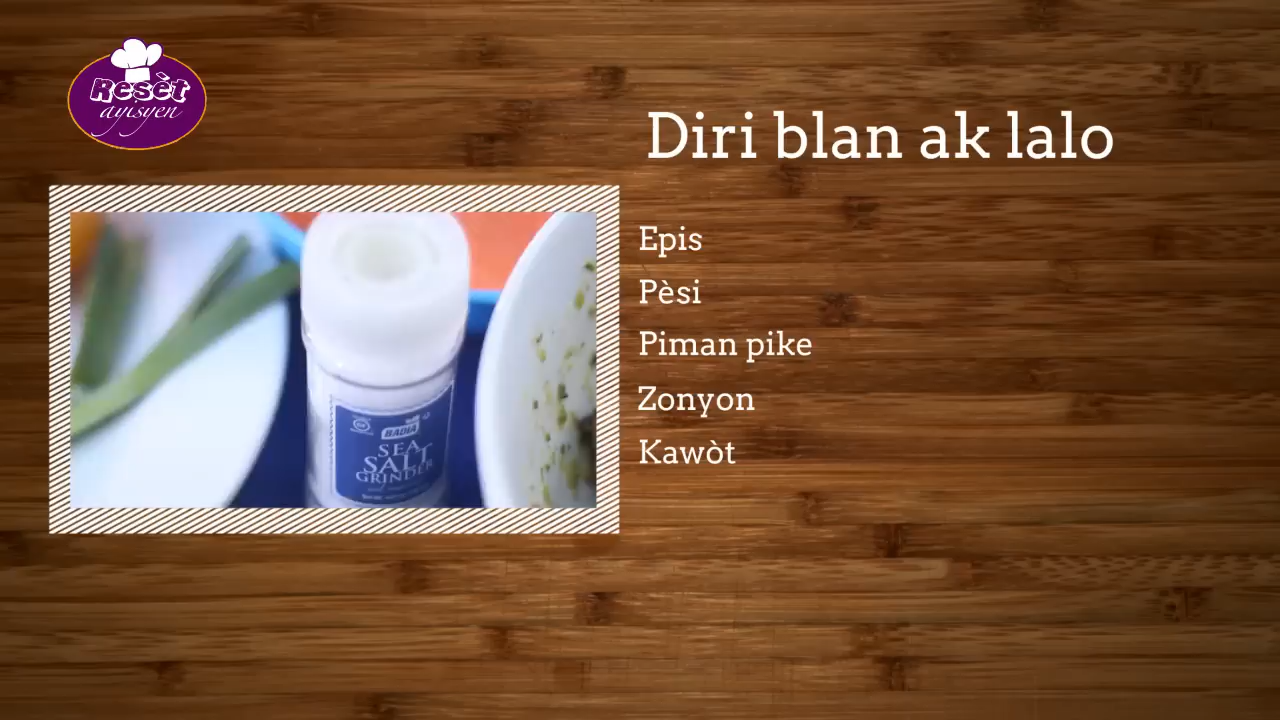 Resèt
ayisyen
Diri blan ak lalo
Epis
Pèsi
Piman pike
Zonyon
Kawòt
BADIA
SEA
SALT
GRINDER